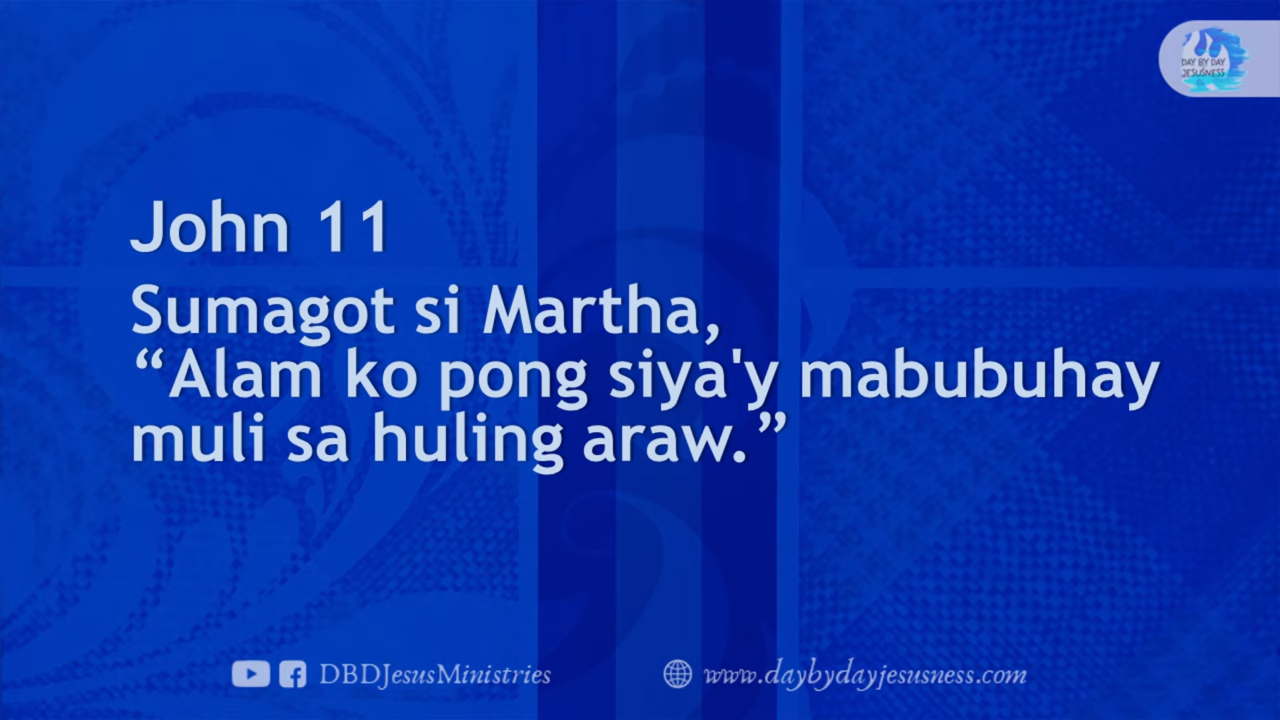 DAY BY DAY
JESUSNESS
John 11
Sumagot si Martha,
“Alam ko pong siya'y mabubuhay
muli sa huling araw.”
DBDJesusMinistries
www.daybydayjesusness.com